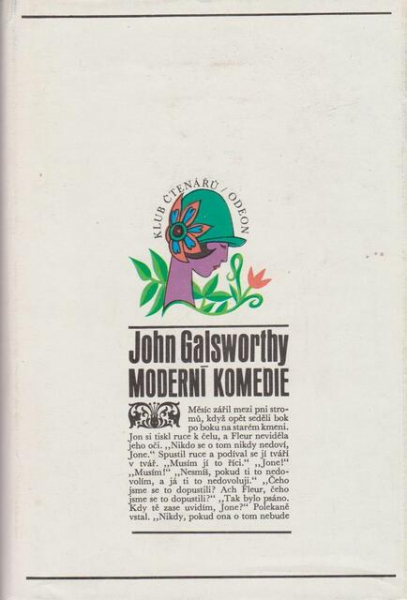 KLUB ČTENÁŘŮ / ODEON
John Galsworthy
MODERNÍ KOMEDIE
Měsíc zářil mezi pni stro-
mů, když opět seděli bok
po boku na starém kmeni.
Jon si tiskl ruce k čelu, a Fleur neviděla
jeho oči. „Nikdo se o tom nikdy nedoví,
Jone.“ Spustil ruce a podíval se jí tváří
v tvář. „Musím jí to říci.“ „Jone!“
„Musím!“ „Nesmíš, pokud ti to nedo-
volím, a já ti to nedovoluji.“ „Čeho
jsme se to dopustili? Ach Fleur, čeho
jsme se to dopustili?“ „Tak bylo psáno.
Kdy tě zase uvidím, Jone?“ Polekaně
vstal. „Nikdy, pokud ona o tom nebude